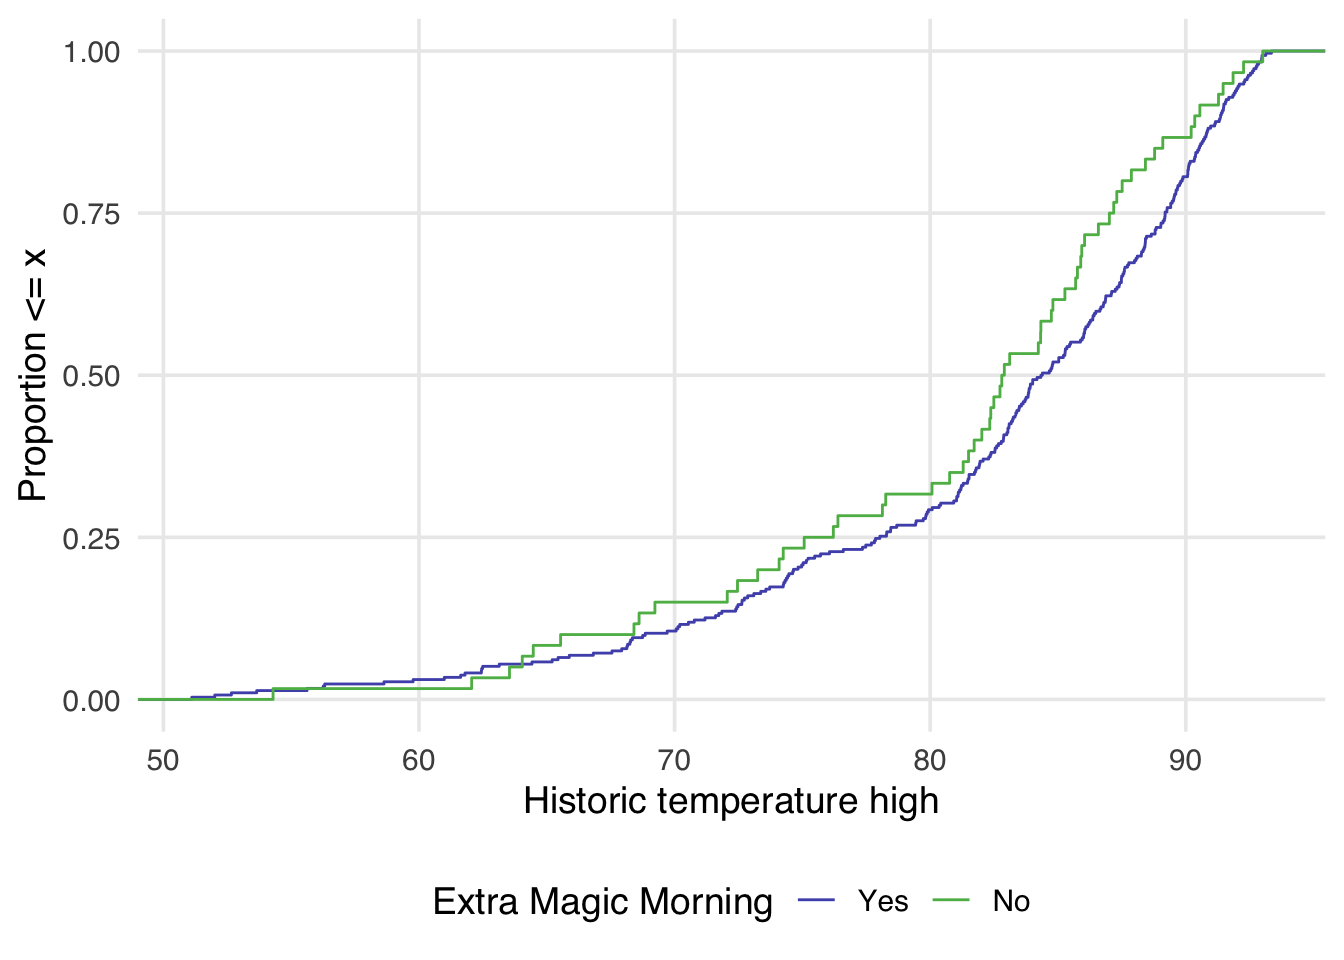 1.00
0.75
0.50
0.25
0.00
Proportion <= x
50 60 70 80 90
Historic temperature high
Extra Magic Morning Yes No